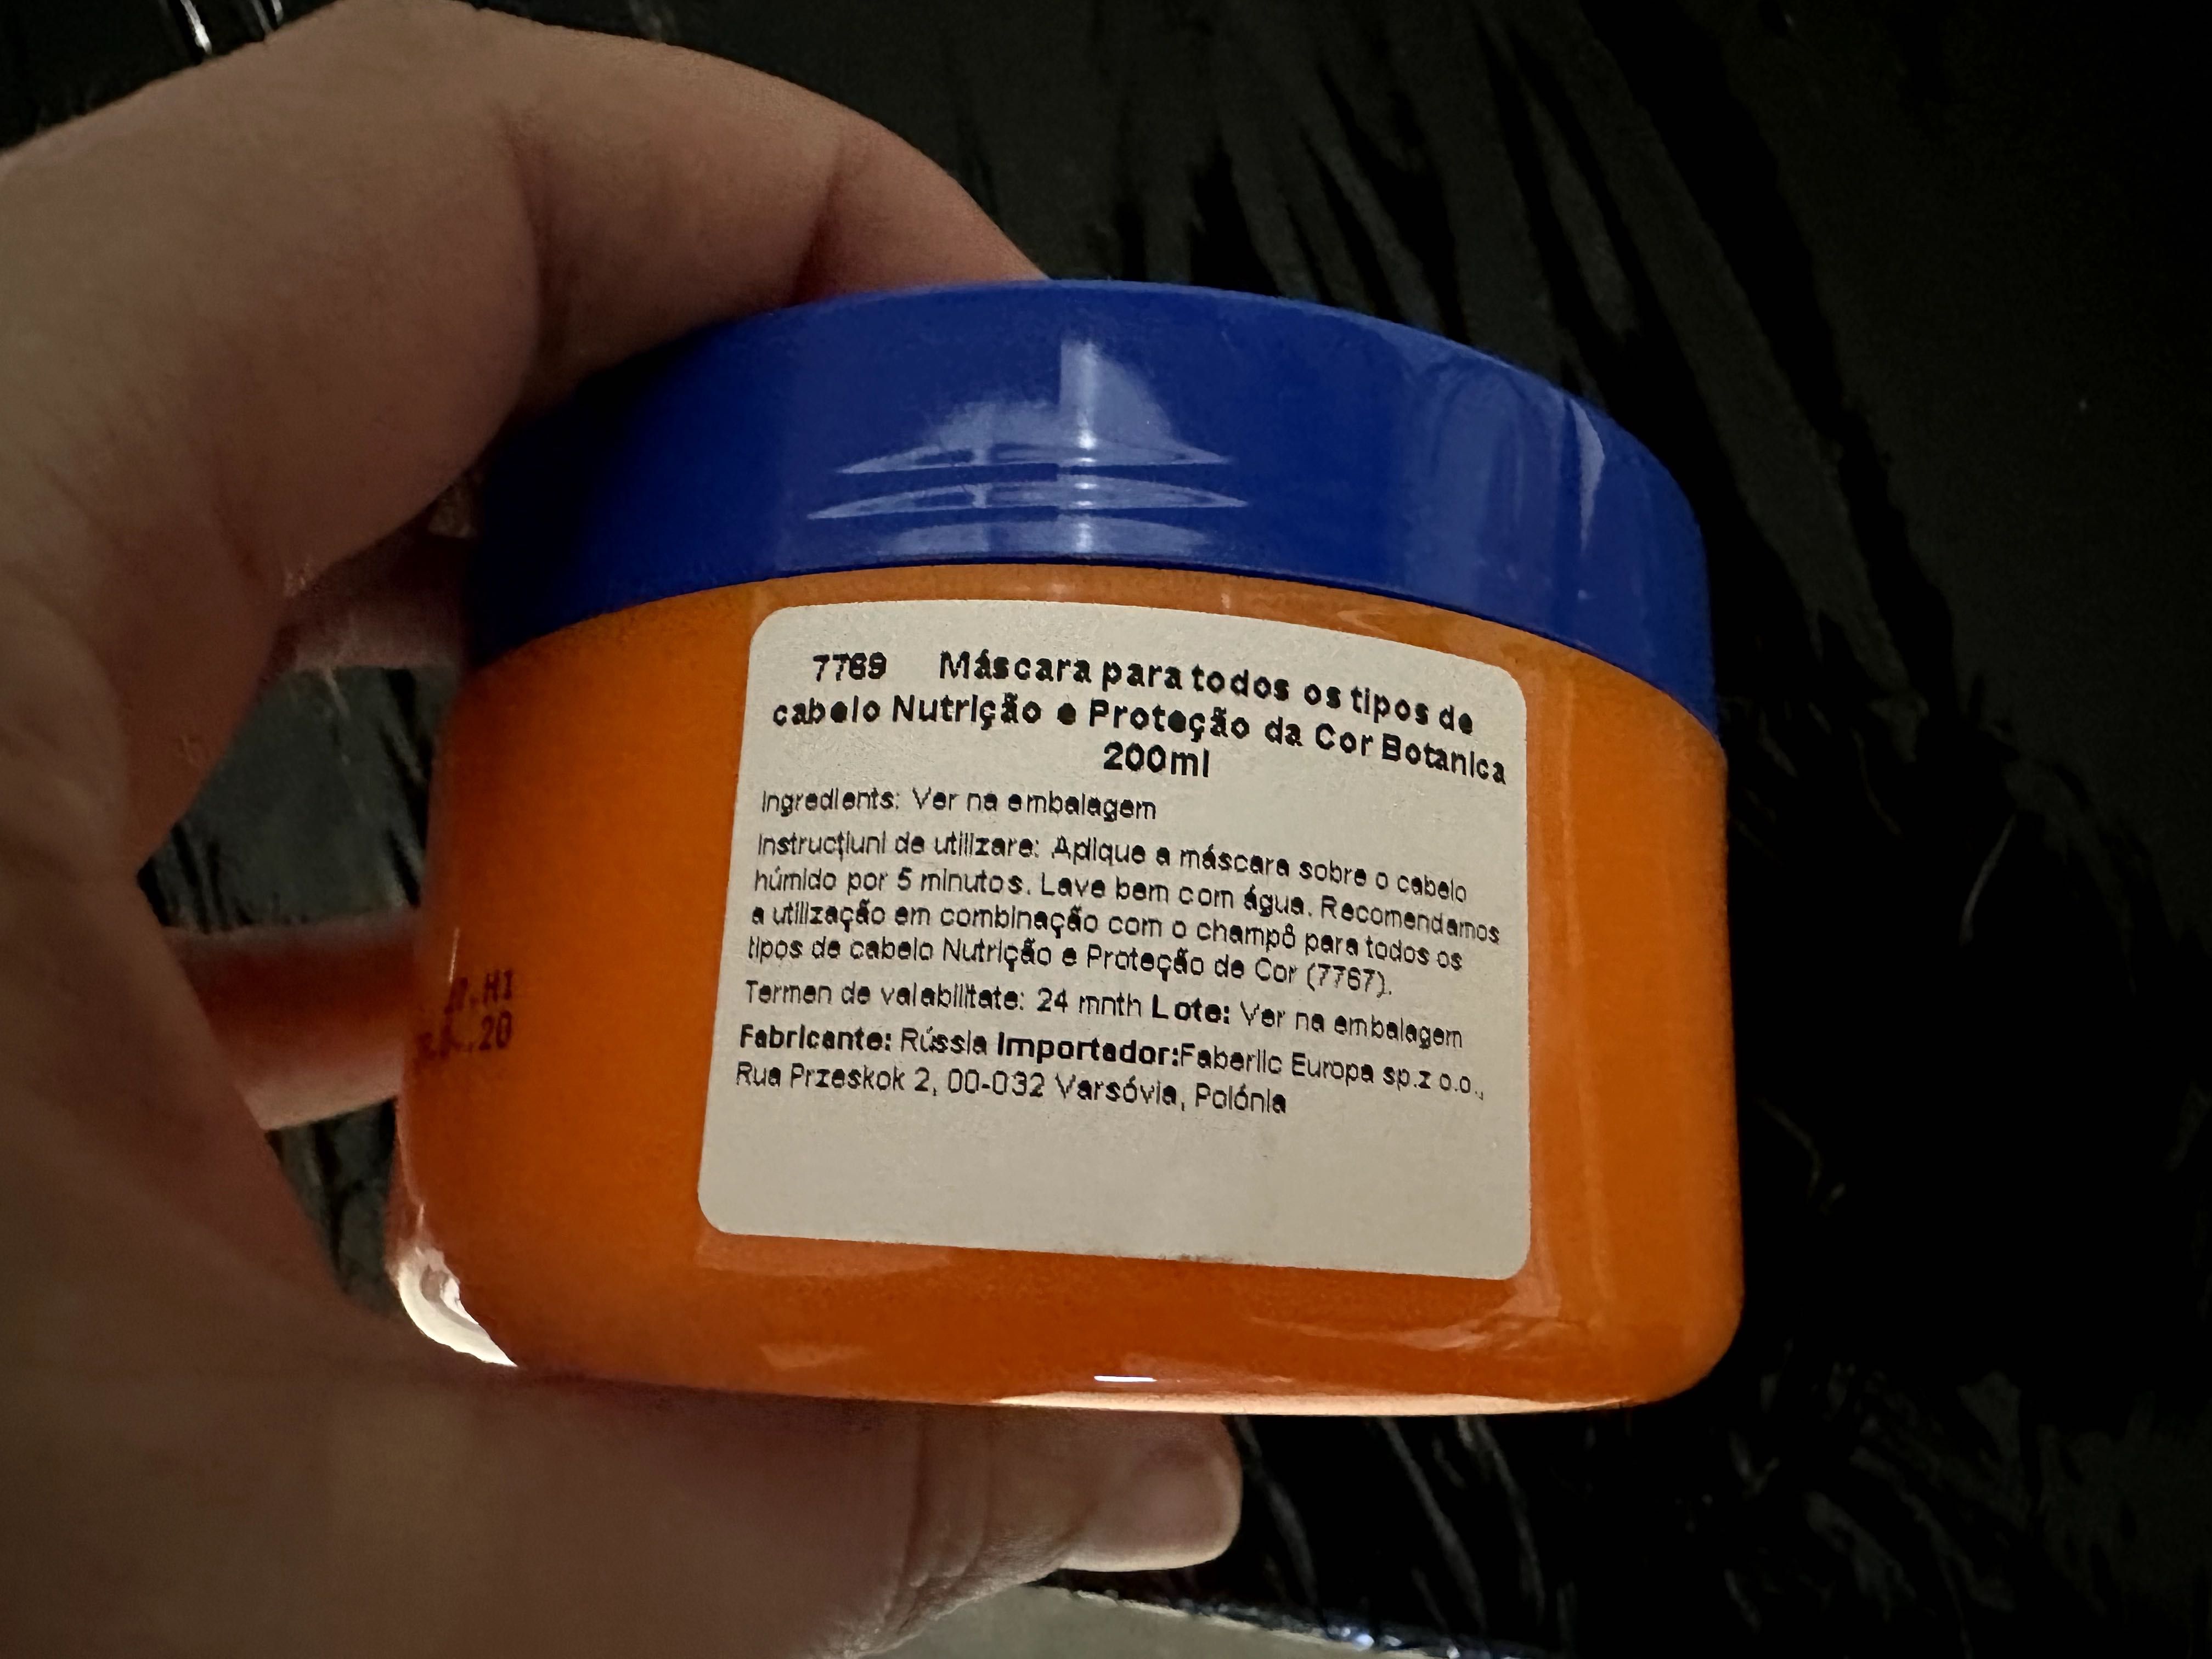 7769 Máscara para todos os tipos de
cabelo Nutrição e Proteção da Cor Botanica
200ml
Ingredients: Ver na embalagem
Instrucțiuni de utilizare: Aplique a máscara sobre o cabelo
húmido por 5 minutos. Lave bem com água. Recomendamos
a utilização em combinação com o champô para todos os
tipos de cabelo Nutrição e Proteção de Cor (7767).
Termen de valabilitate: 24 mnth Lote: Ver na embalagem
Fabricante: Rússia Importador:Faberlic Europa sp.z o.o.,
Rua Przeskok 2, 00-032 Varsóvia, Polónia